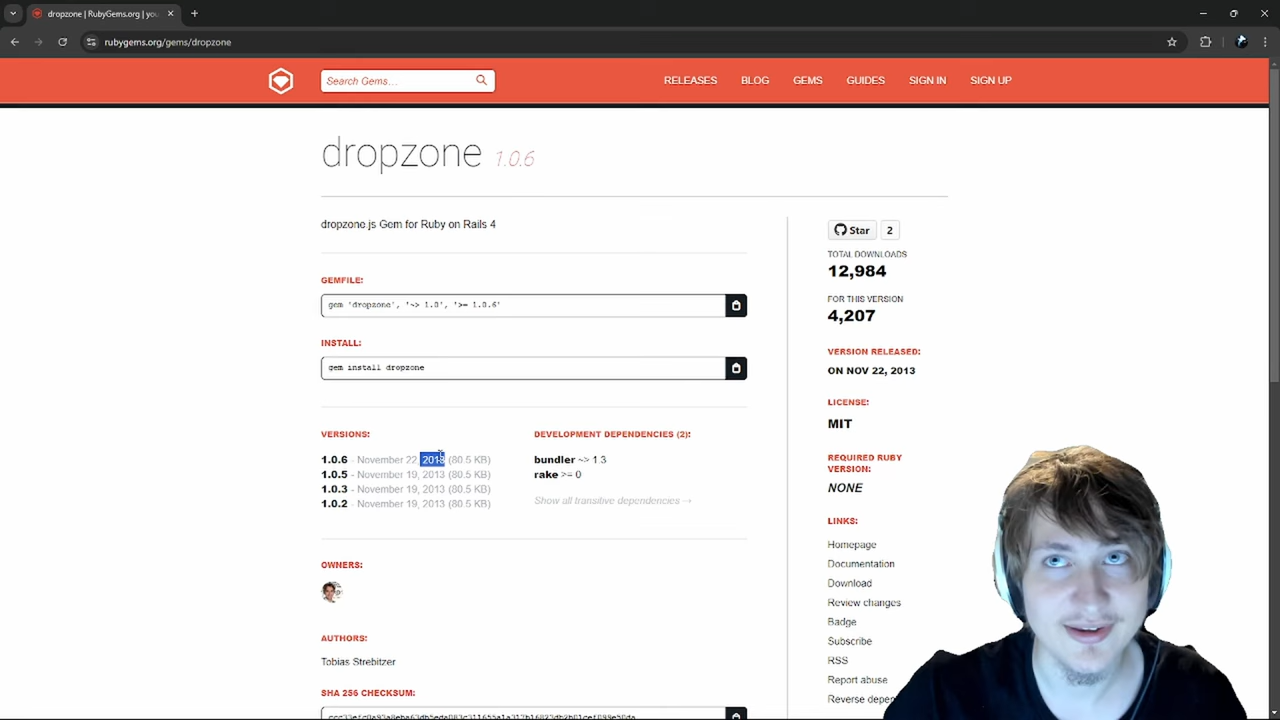 dropzone | RubyGems.org | you
rubygems.org/gems/dropzone
Search Gems…
RELEASES
BLOG
GEMS
GUIDES
SIGN IN
SIGN UP
dropzone 1.0.6
dropzone.js Gem for Ruby on Rails 4
GEMFILE:
gem 'dropzone', '~> 1.0', '>= 1.0.6'
INSTALL:
gem install dropzone
VERSIONS:
1.0.6 - November 22, 2013 (80.5 KB)
1.0.5 - November 19, 2013 (80.5 KB)
1.0.3 - November 19, 2013 (80.5 KB)
1.0.2 - November 19, 2013 (80.5 KB)
DEVELOPMENT DEPENDENCIES (2):
bundler ~> 1.3
rake >= 0
Show all transitive dependencies →
OWNERS:
AUTHORS:
Tobias Strebitzer
SHA 256 CHECKSUM:
Star
2
TOTAL DOWNLOADS
12,984
FOR THIS VERSION
4,207
VERSION RELEASED:
ON NOV 22, 2013
LICENSE:
MIT
REQUIRED RUBY
VERSION:
NONE
LINKS:
Homepage
Documentation
Download
Review changes
Badge
Subscribe
RSS
Report abuse
Reverse depen